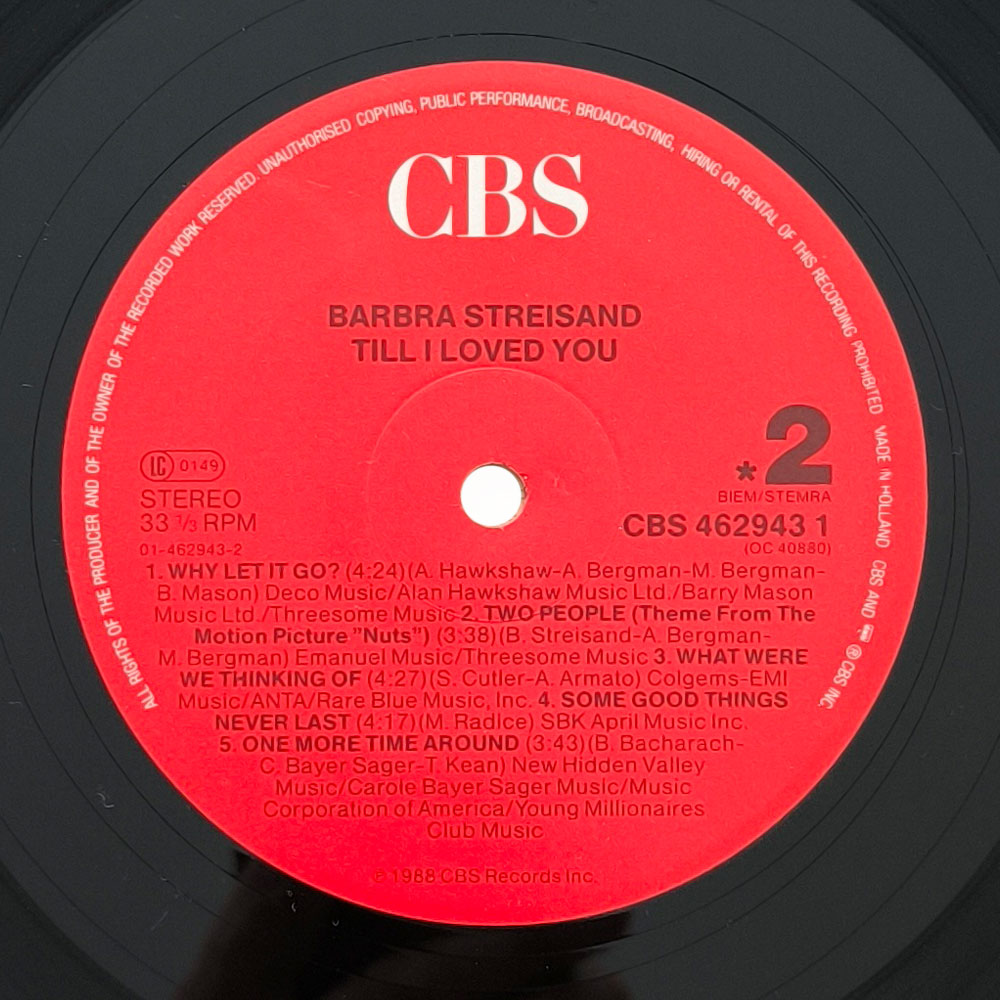 ALL RIGHTS OF THE PRODUCER AND OF THE OWNER OF THE RECORDED WORK RESERVED. UNAUTHORISED COPYING, PUBLIC PERFORMANCE, BROADCASTING, HIRING OR RENTAL OF THIS RECORDING PROHIBITED MADE IN HOLLAND CBS AND ® CBS INC.
CBS
BARBRA STREISAND
TILL I LOVED YOU
LC 0149
STEREO
33 1/3 RPM
01-462943-2
*2
BIEM/STEMRA
CBS 462943 1
(OC 40880)
1. WHY LET IT GO? (4:24)(A. Hawkshaw-A. Bergman-M. Bergman-
B. Mason) Deco Music/Alan Hawkshaw Music Ltd./Barry Mason
Music Ltd./Threesome Music 2. TWO PEOPLE (Theme From The
Motion Picture "Nuts") (3:38)(B. Streisand-A. Bergman-
M. Bergman) Emanuel Music/Threesome Music 3. WHAT WERE
WE THINKING OF (4:27)(S. Cutler-A. Armato) Colgems-EMI
Music/ANTA/Rare Blue Music, Inc. 4. SOME GOOD THINGS
NEVER LAST (4:17)(M. Radice) SBK April Music Inc.
5. ONE MORE TIME AROUND (3:43)(B. Bacharach-
C. Bayer Sager-T. Kean) New Hidden Valley
Music/Carole Bayer Sager Music/Music
Corporation of America/Young Millionaires
Club Music
℗ 1988 CBS Records Inc.